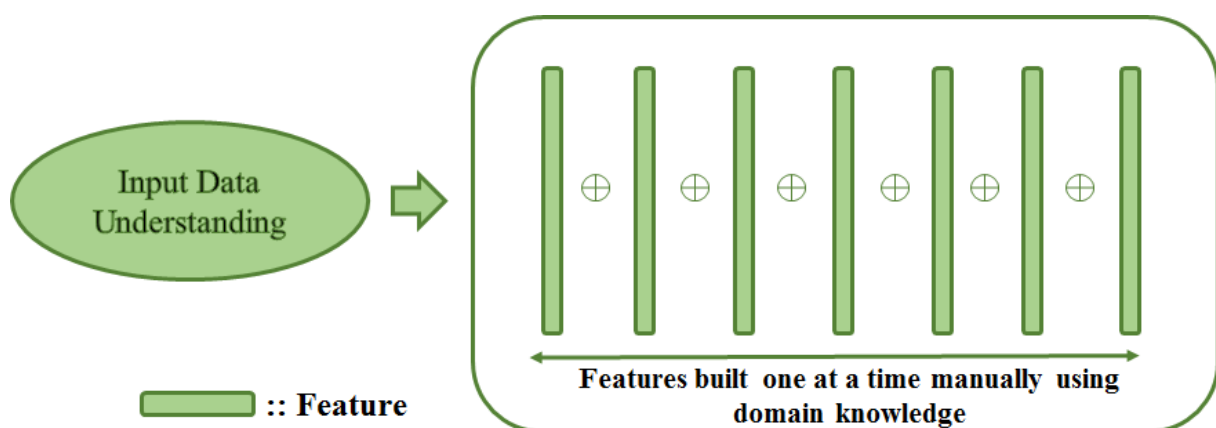 Input Data
Understanding
Features built one at a time manually using
domain knowledge
:: Feature